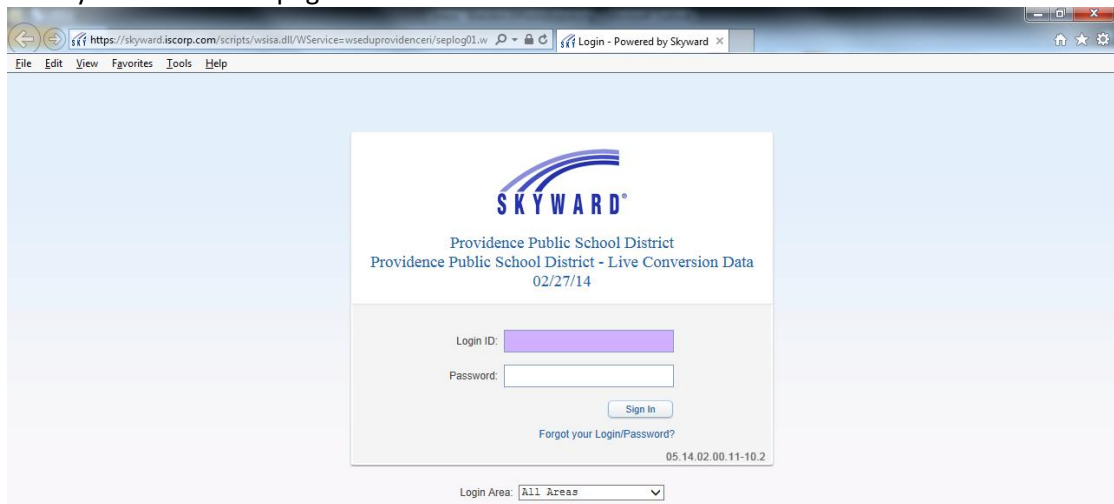 https://skyward.iscorp.com/scripts/wsisa.dll/WService=wseduprovidenceri/seplog01.w
Login - Powered by Skyward
File Edit View Favorites Tools Help
SKYWARD®
Providence Public School District
Providence Public School District - Live Conversion Data
02/27/14
Login ID:
Password:
Sign In
Forgot your Login/Password?
05.14.02.00.11-10.2
Login Area: All Areas